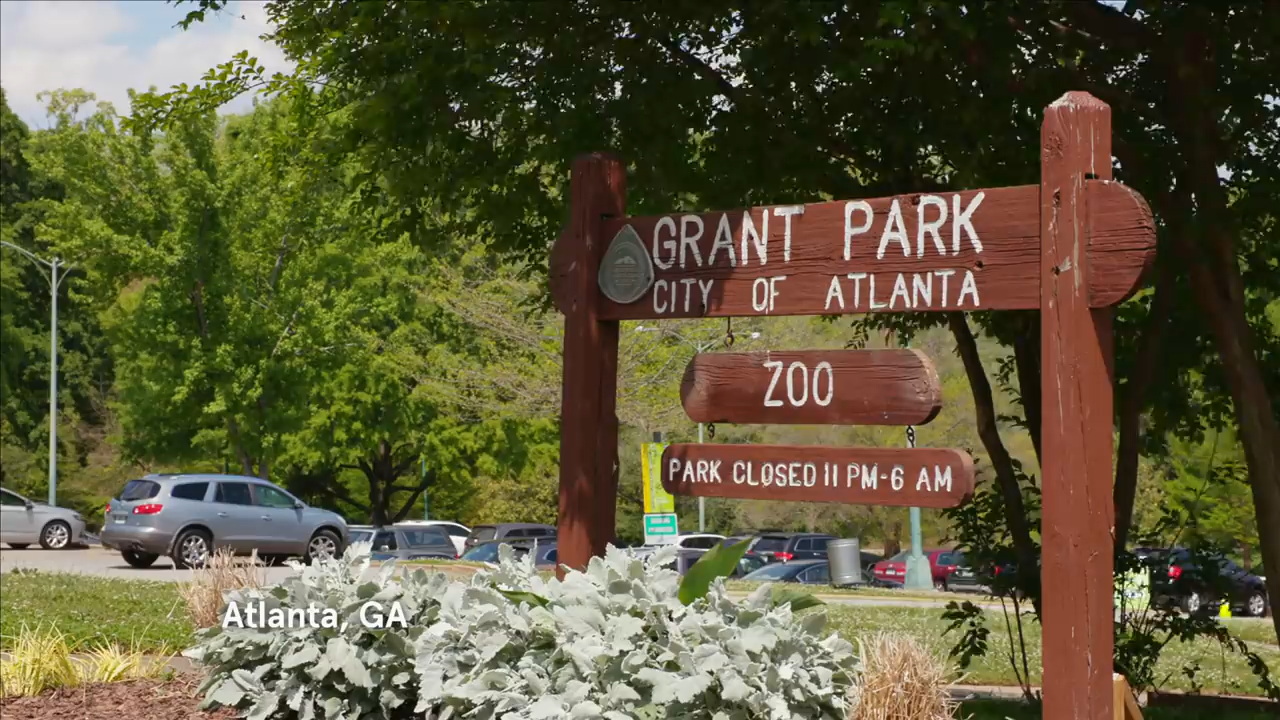 GRANT PARK
CITY OF ATLANTA
ZOO
PARK CLOSED 11 PM-6 AM
Atlanta, GA